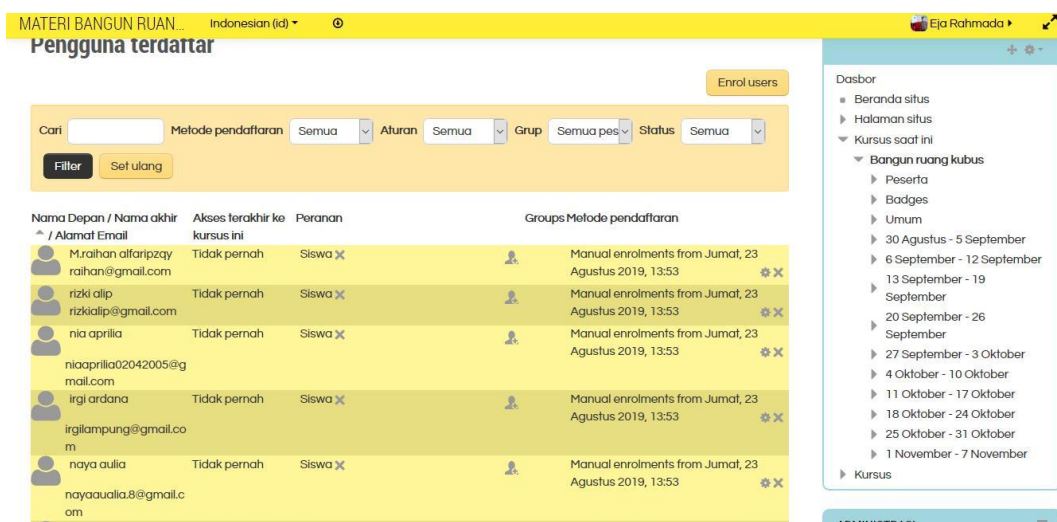 MATERI BANGUN RUAN... Indonesian (id) Eja Rahmada
Pengguna terdaftar
Enrol users
Cari Metode pendaftaran Semua Aturan Semua Grup Semua pes Status Semua
Filter Set ulang
Nama Depan / Nama akhir Akses terakhir ke Peranan Groups Metode pendaftaran
/ Alamat Email kursus ini
M.raihan alfaripzqy Tidak pernah Siswa Manual enrolments from Jumat, 23
raihan@gmail.com Agustus 2019, 13:53
rizki alip Tidak pernah Siswa Manual enrolments from Jumat, 23
rizkialip@gmail.com Agustus 2019, 13:53
nia aprilia Tidak pernah Siswa Manual enrolments from Jumat, 23
Agustus 2019, 13:53
niaaprilia02042005@g
mail.com
irgi ardana Tidak pernah Siswa Manual enrolments from Jumat, 23
Agustus 2019, 13:53
irgilampung@gmail.co
m
naya aulia Tidak pernah Siswa Manual enrolments from Jumat, 23
Agustus 2019, 13:53
nayaaualia.8@gmail.c
om
Dasbor
Beranda situs
Halaman situs
Kursus saat ini
Bangun ruang kubus
Peserta
Badges
Umum
30 Agustus - 5 September
6 September - 12 September
13 September - 19
September
20 September - 26
September
27 September - 3 Oktober
4 Oktober - 10 Oktober
11 Oktober - 17 Oktober
18 Oktober - 24 Oktober
25 Oktober - 31 Oktober
1 November - 7 November
Kursus